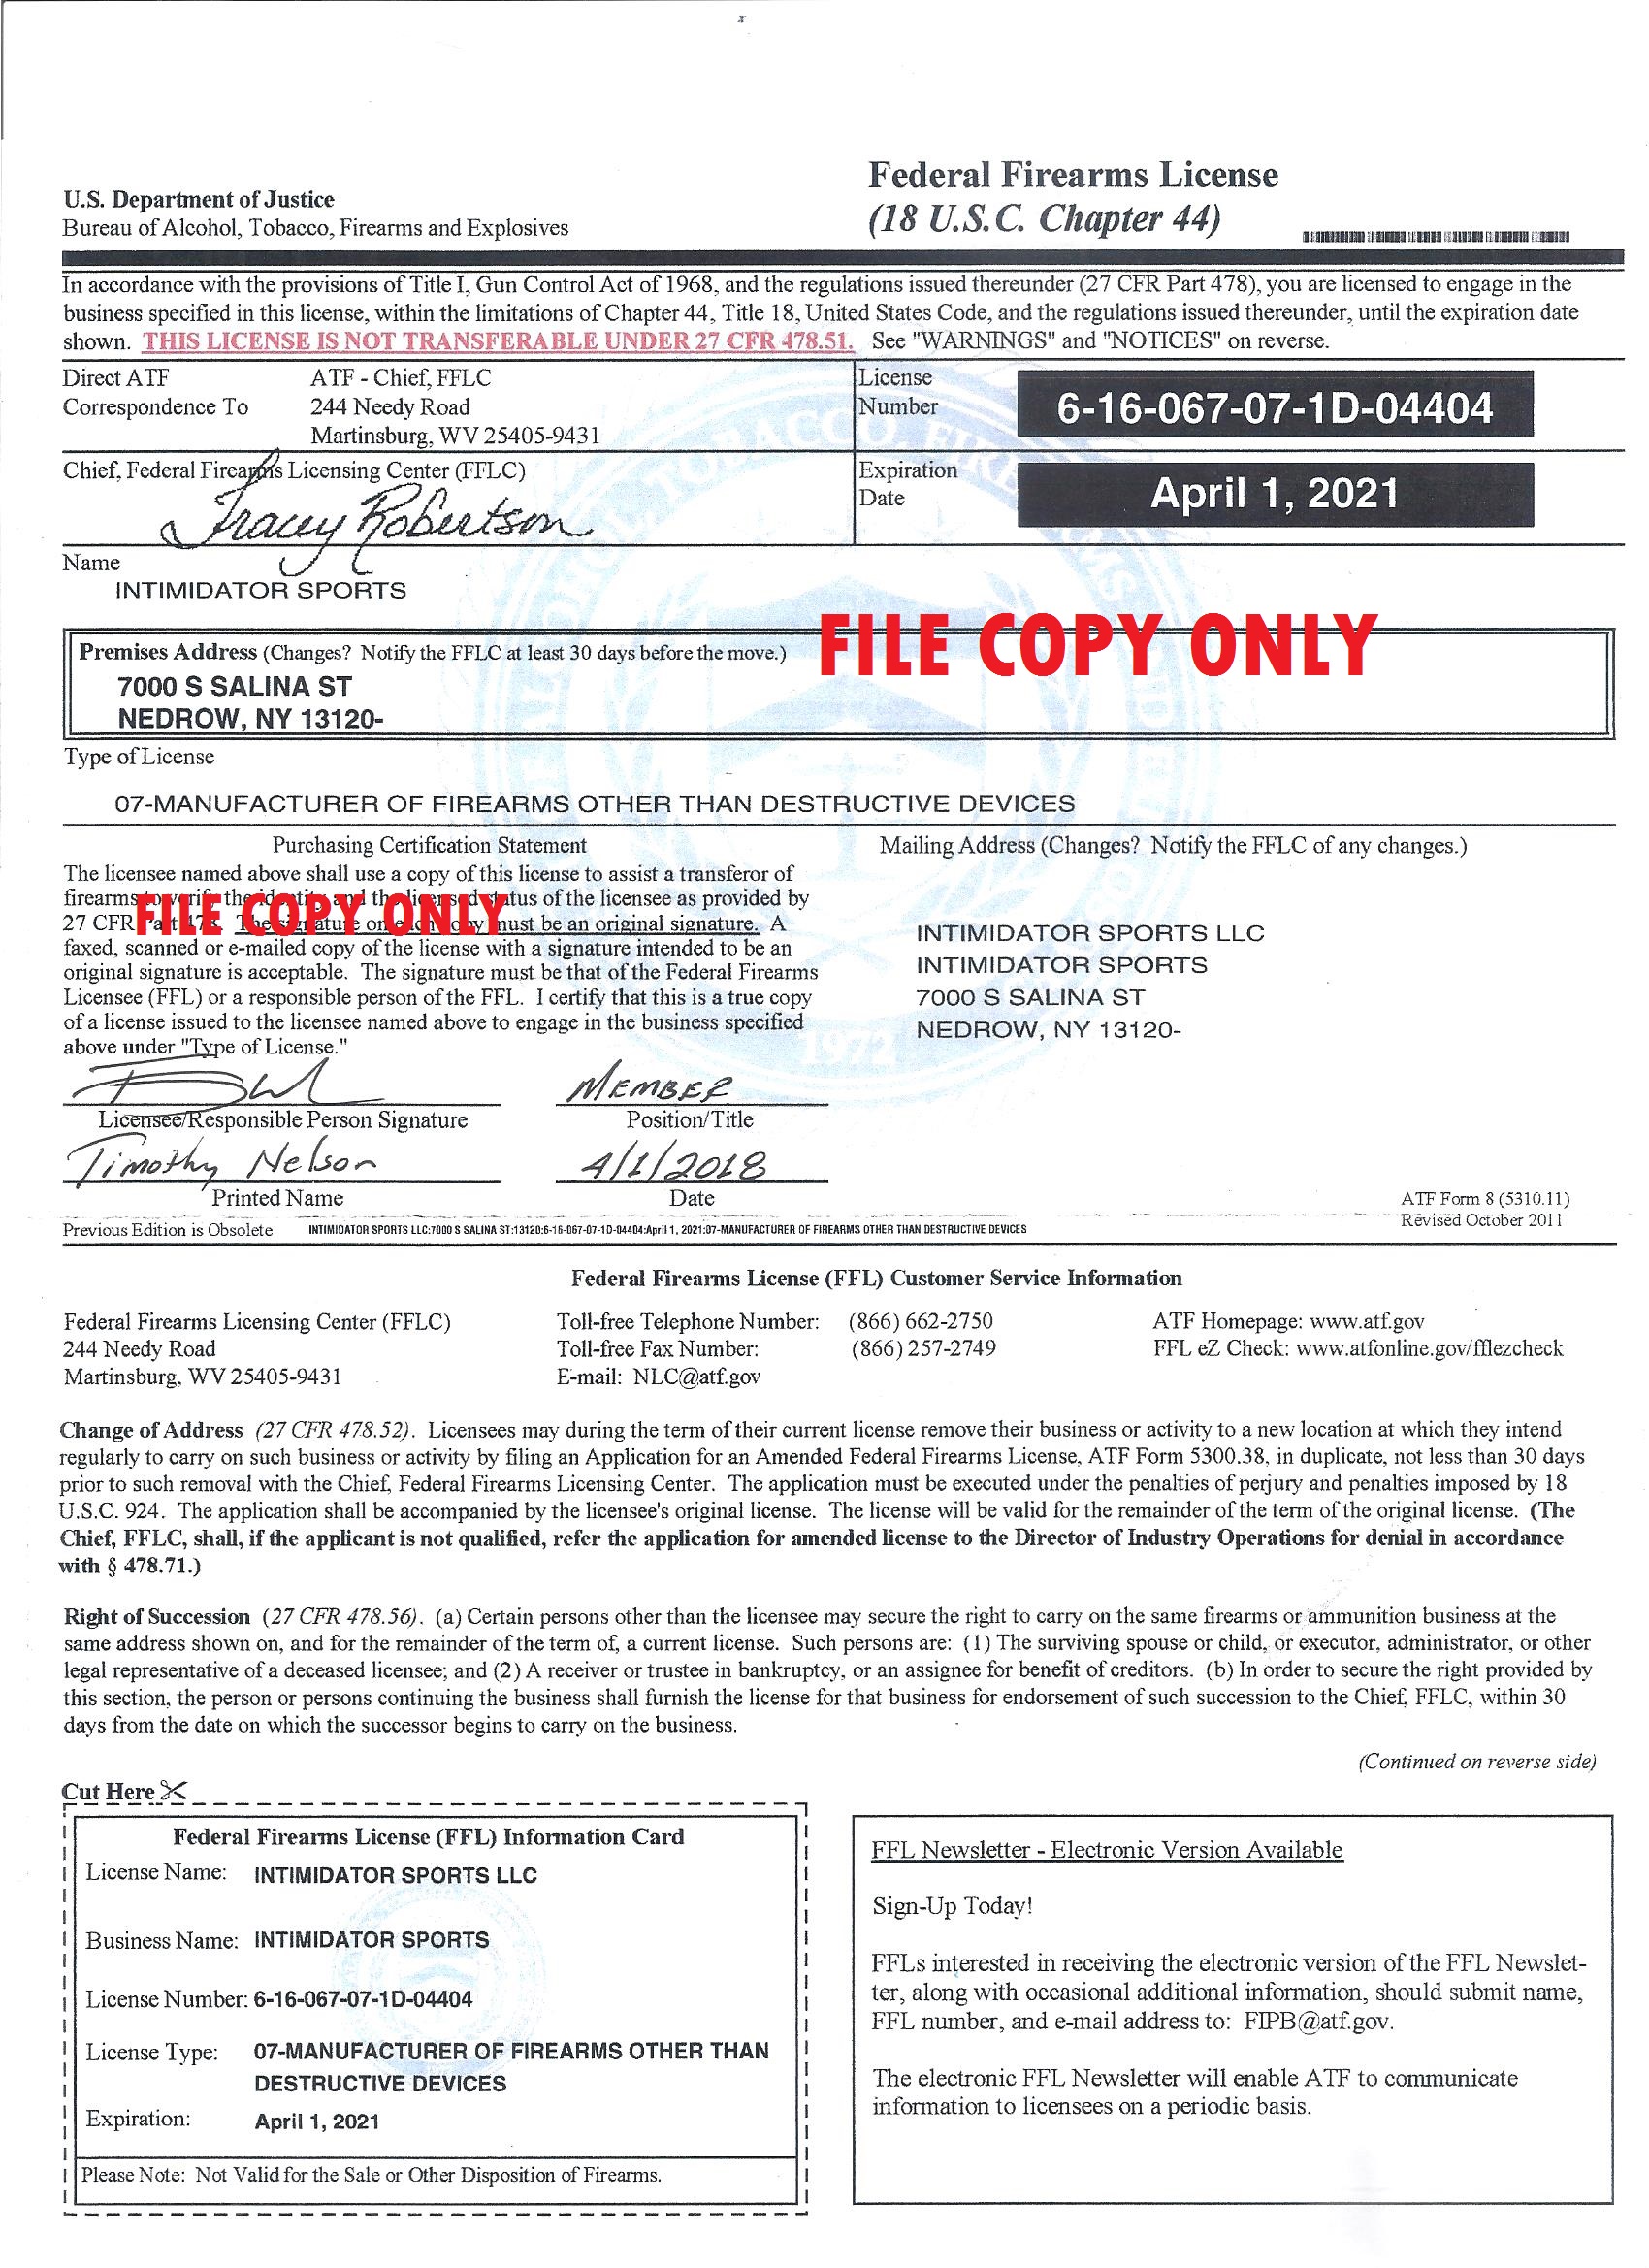 U.S. Department of Justice
Bureau of Alcohol, Tobacco, Firearms and Explosives
Federal Firearms License
(18 U.S.C. Chapter 44)
In accordance with the provisions of Title I, Gun Control Act of 1968, and the regulations issued thereunder (27 CFR Part 478), you are licensed to engage in the
business specified in this license, within the limitations of Chapter 44, Title 18, United States Code, and the regulations issued thereunder, until the expiration date
shown. THIS LICENSE IS NOT TRANSFERABLE UNDER 27 CFR 478.51. See "WARNINGS" and "NOTICES" on reverse.
Direct ATF
Correspondence To
ATF - Chief, FFLC
244 Needy Road
Martinsburg, WV 25405-9431
License
Number
6-16-067-07-1D-04404
Chief, Federal Firearms Licensing Center (FFLC)
Tracey Robertson
Expiration
Date
April 1, 2021
Name
INTIMIDATOR SPORTS
FILE COPY ONLY
Premises Address (Changes? Notify the FFLC at least 30 days before the move.)
7000 S SALINA ST
NEDROW, NY 13120-
Type of License
07-MANUFACTURER OF FIREARMS OTHER THAN DESTRUCTIVE DEVICES
Purchasing Certification Statement
The licensee named above shall use a copy of this license to assist a transferor of
firearms to verify the identity and the licensed status of the licensee as provided by
27 CFR Part 478. The signature on each copy must be an original signature. A
faxed, scanned or e-mailed copy of the license with a signature intended to be an
original signature is acceptable. The signature must be that of the Federal Firearms
Licensee (FFL) or a responsible person of the FFL. I certify that this is a true copy
of a license issued to the licensee named above to engage in the business specified
above under "Type of License."
FILE COPY ONLY
Mailing Address (Changes? Notify the FFLC of any changes.)
INTIMIDATOR SPORTS LLC
INTIMIDATOR SPORTS
7000 S SALINA ST
NEDROW, NY 13120-
1972
MEMBER
Licensee/Responsible Person Signature
Position/Title
Timothy Nelson
4/1/2018
Printed Name
Date
ATF Form 8 (5310.11)
Revised October 2011
Previous Edition is Obsolete
INTIMIDATOR SPORTS LLC:7000 S SALINA ST:13120:6-16-067-07-1D-04404:April 1, 2021:07-MANUFACTURER OF FIREARMS OTHER THAN DESTRUCTIVE DEVICES
Federal Firearms License (FFL) Customer Service Information
Federal Firearms Licensing Center (FFLC)
244 Needy Road
Martinsburg, WV 25405-9431
Toll-free Telephone Number: (866) 662-2750
Toll-free Fax Number: (866) 257-2749
E-mail: NLC@atf.gov
ATF Homepage: www.atf.gov
FFL eZ Check: www.atfonline.gov/fflezcheck
Change of Address (27 CFR 478.52). Licensees may during the term of their current license remove their business or activity to a new location at which they intend
regularly to carry on such business or activity by filing an Application for an Amended Federal Firearms License, ATF Form 5300.38, in duplicate, not less than 30 days
prior to such removal with the Chief, Federal Firearms Licensing Center. The application must be executed under the penalties of perjury and penalties imposed by 18
U.S.C. 924. The application shall be accompanied by the licensee's original license. The license will be valid for the remainder of the term of the original license. (The
Chief, FFLC, shall, if the applicant is not qualified, refer the application for amended license to the Director of Industry Operations for denial in accordance
with § 478.71.)
Right of Succession (27 CFR 478.56). (a) Certain persons other than the licensee may secure the right to carry on the same firearms or ammunition business at the
same address shown on, and for the remainder of the term of, a current license. Such persons are: (1) The surviving spouse or child, or executor, administrator, or other
legal representative of a deceased licensee; and (2) A receiver or trustee in bankruptcy, or an assignee for benefit of creditors. (b) In order to secure the right provided by
this section, the person or persons continuing the business shall furnish the license for that business for endorsement of such succession to the Chief, FFLC, within 30
days from the date on which the successor begins to carry on the business.
(Continued on reverse side)
Cut Here
Federal Firearms License (FFL) Information Card
License Name: INTIMIDATOR SPORTS LLC
Business Name: INTIMIDATOR SPORTS
License Number: 6-16-067-07-1D-04404
License Type: 07-MANUFACTURER OF FIREARMS OTHER THAN
DESTRUCTIVE DEVICES
Expiration: April 1, 2021
Please Note: Not Valid for the Sale or Other Disposition of Firearms.
FFL Newsletter - Electronic Version Available
Sign-Up Today!
FFLs interested in receiving the electronic version of the FFL Newslet-
ter, along with occasional additional information, should submit name,
FFL number, and e-mail address to: FIPB@atf.gov.
The electronic FFL Newsletter will enable ATF to communicate
information to licensees on a periodic basis.